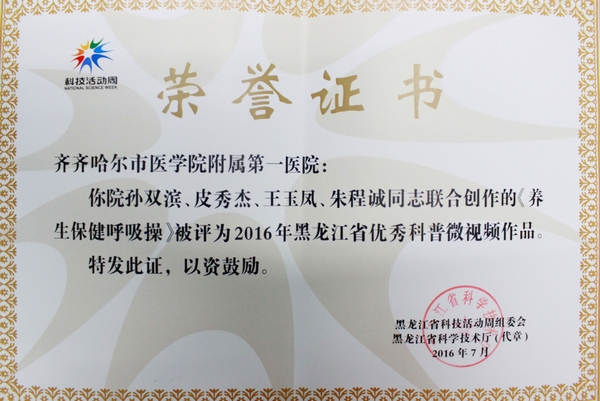 科技活动周
NATIONAL SCIENCE WEEK
荣誉证书
齐齐哈尔市医学院附属第一医院：
你院孙双滨、皮秀杰、王玉凤、朱程诚同志联合创作的《养
生保健呼吸操》被评为2016年黑龙江省优秀科普微视频作品。
特发此证，以资鼓励。
黑龙江省科技活动周组委会
黑龙江省科学技术厅（代章）
2016年7月
江省科学技